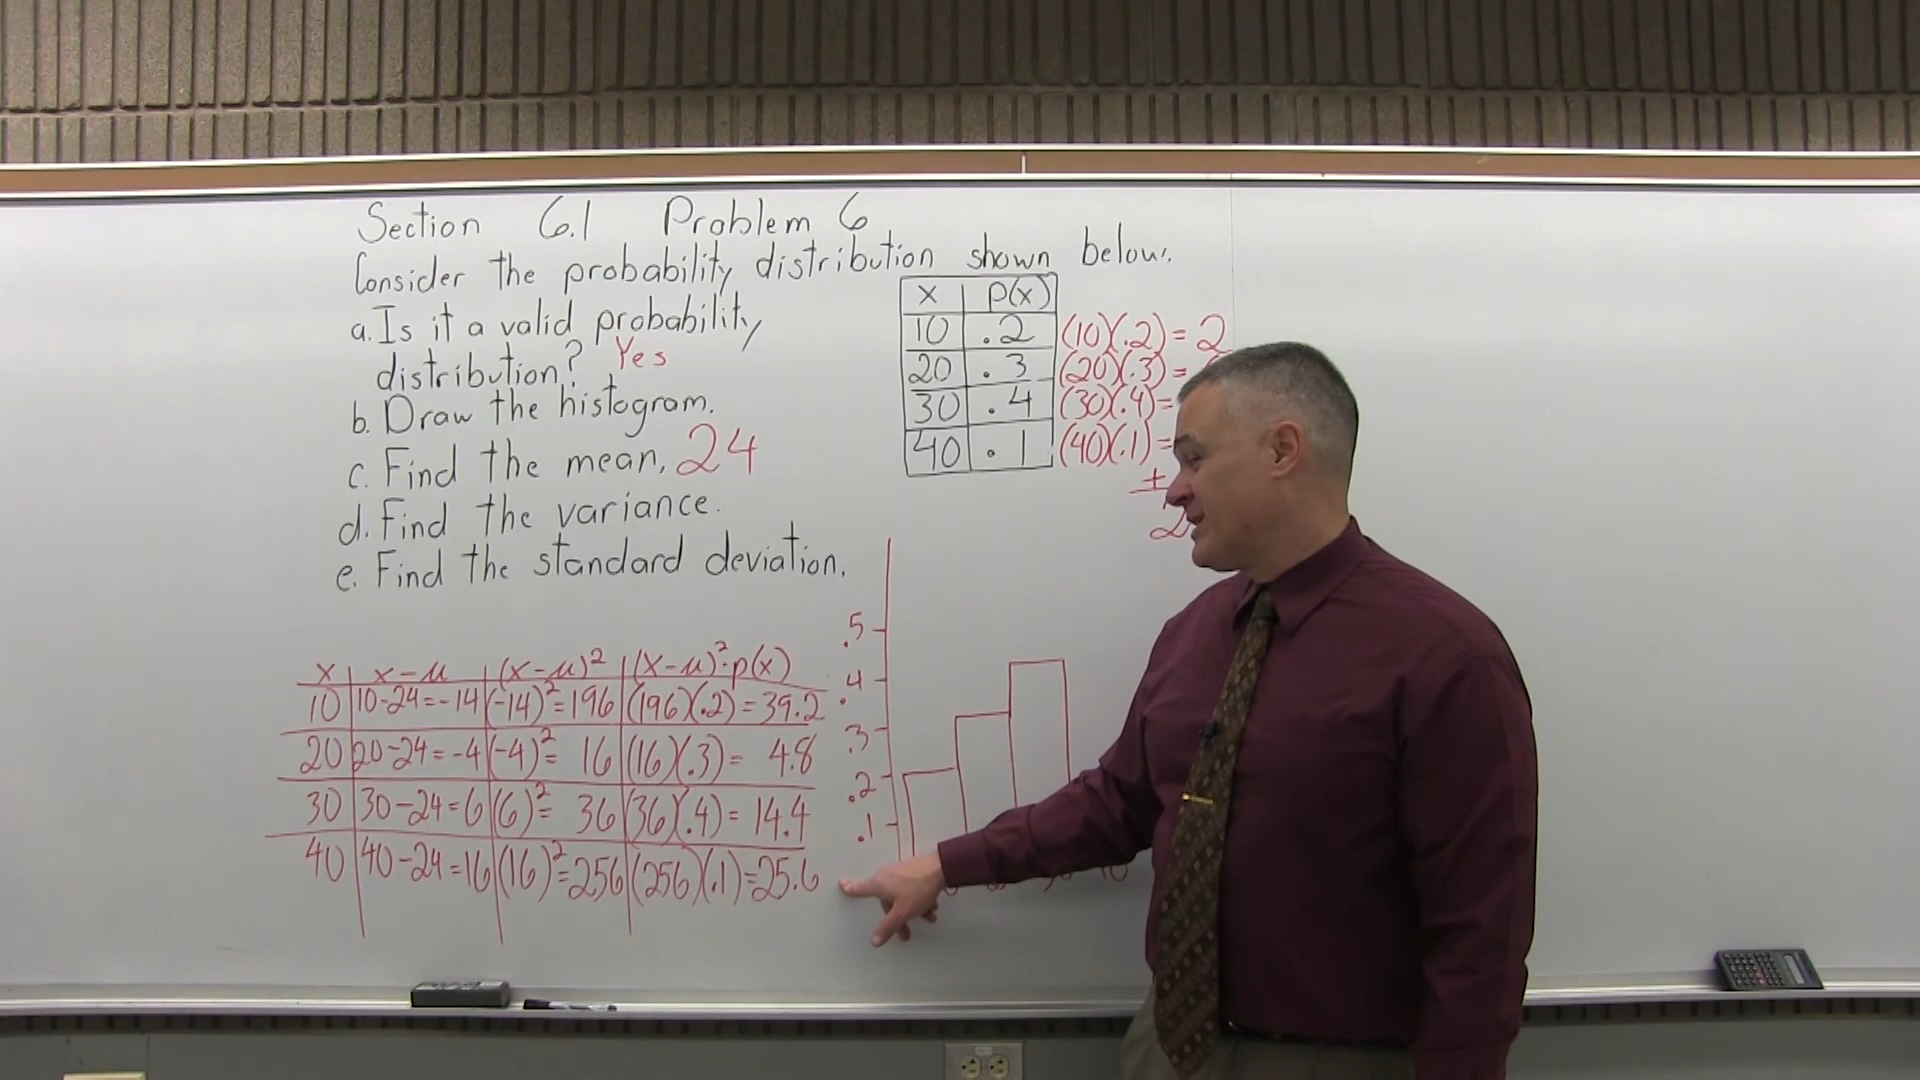 Section 6.1 Problem 6
Consider the probability distribution shown below.
a. Is it a valid probability
distribution? Yes
b. Draw the histogram.
c. Find the mean. 24
d. Find the variance.
e. Find the standard deviation.
x p(x)
10 .2 (10)(.2) = 2
20 .3 (20)(.3) =
30 .4 (30)(.4) =
40 .1 (40)(.1) =
+
x x-μ (x-μ)² (x-μ)²·p(x)
10 10-24=-14 (-14)²=196 (196)(.2)=39.2
20 20-24=-4 (-4)²= 16 (16)(.3)= 4.8
30 30-24=6 (6)²= 36 (36)(.4)= 14.4
40 40-24=16 (16)²=256 (256)(.1)=25.6
.5
.4
.3
.2
.1